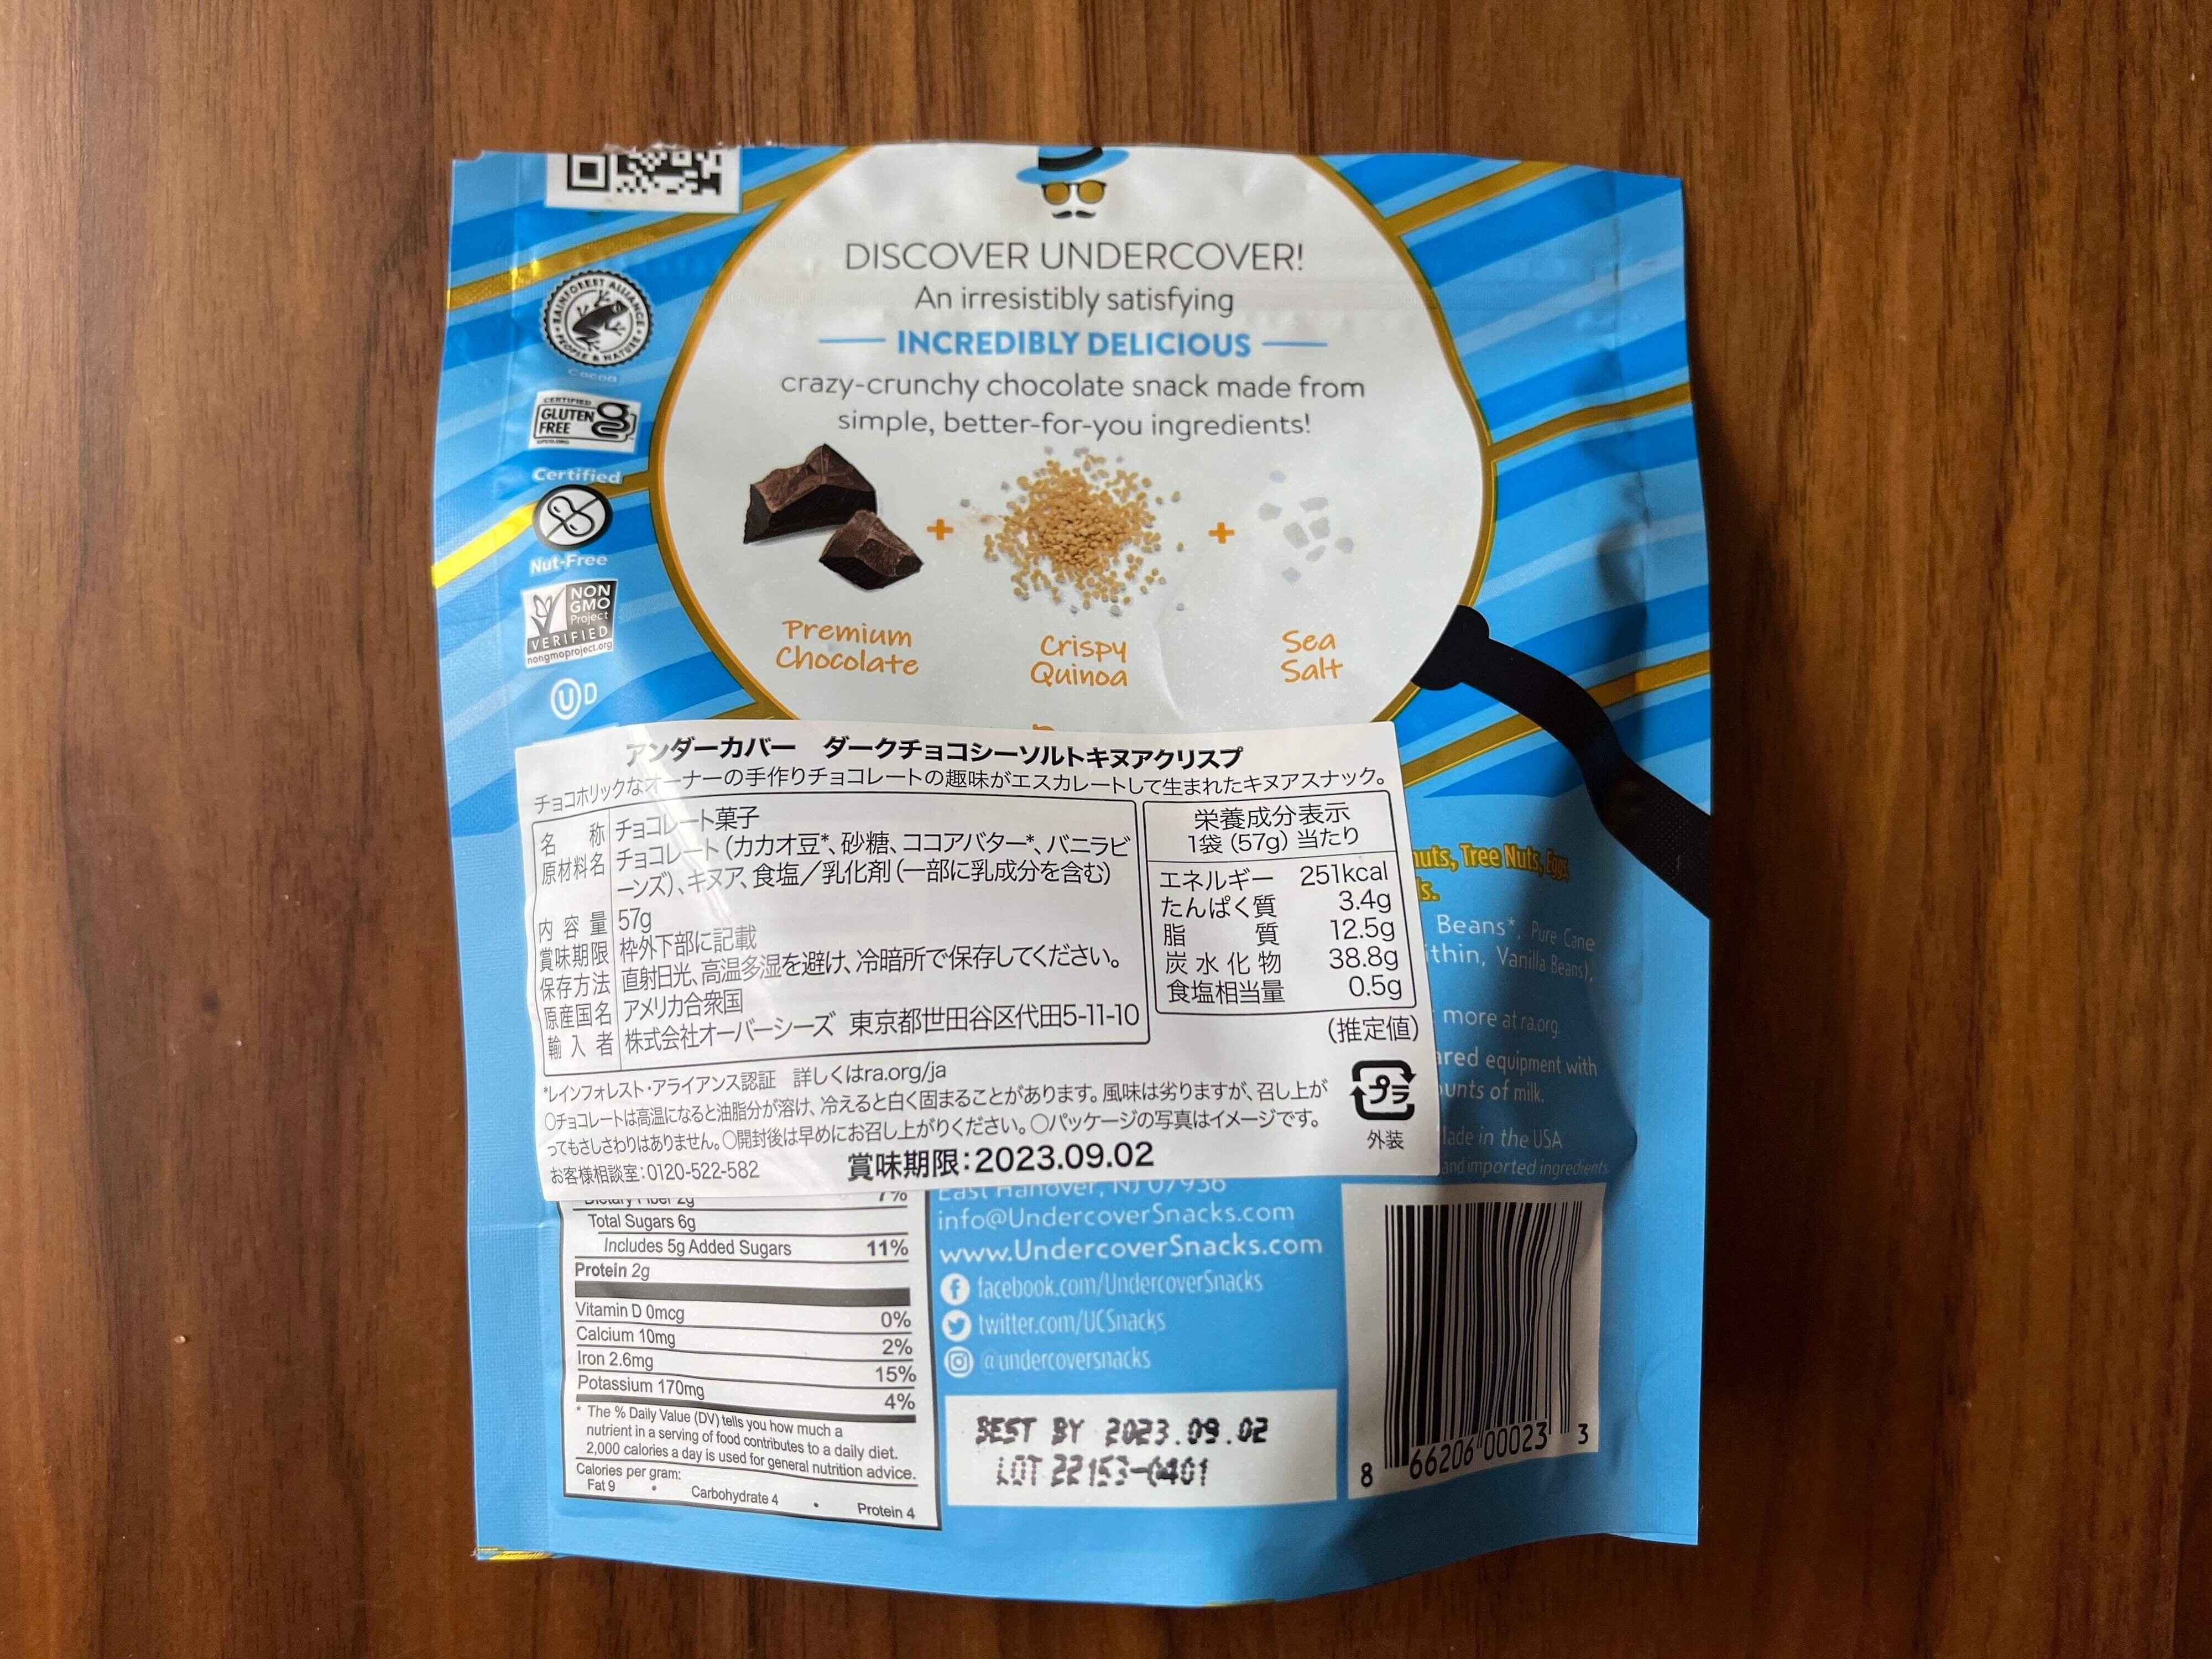 RAINFOREST ALLIANCE
PEOPLE & NATURE
Cocoa
CERTIFIED
GLUTEN
FREE
Certified
Nut-Free
NON
GMO
Project
VERIFIED
nongmoproject.org
U D
DISCOVER UNDERCOVER!
An irresistibly satisfying
INCREDIBLY DELICIOUS
crazy-crunchy chocolate snack made from
simple, better-for-you ingredients!
+ +
Premium
Chocolate
Crispy
Quinoa
Sea
Salt
アンダーカバー ダークチョコシーソルトキヌアクリスプ
チョコホリックなオーナーの手作りチョコレートの趣味がエスカレートして生まれたキヌアスナック。
名称 チョコレート菓子
原材料名 チョコレート(カカオ豆*、砂糖、ココアバター*、バニラビ
ーンズ)、キヌア、食塩/乳化剤(一部に乳成分を含む)
内容量 57g
賞味期限 枠外下部に記載
保存方法 直射日光、高温多湿を避け、冷暗所で保存してください。
原産国名 アメリカ合衆国
輸入者 株式会社オーバーシーズ 東京都世田谷区代田5-11-10
栄養成分表示
1袋(57g)当たり
エネルギー 251kcal
たんぱく質 3.4g
脂質 12.5g
炭水化物 38.8g
食塩相当量 0.5g
(推定値)
*レインフォレスト・アライアンス認証 詳しくはra.org/ja
○チョコレートは高温になると油脂分が溶け、冷えると白く固まることがあります。風味は劣りますが、召し上が
ってもさしさわりはありません。○開封後は早めにお召し上がりください。○パッケージの写真はイメージです。
お客様相談室:0120-522-582 賞味期限:2023.09.02
プラ
外装
Tree Nuts, Eggs
Beans*, Pure Cane
Vanilla Beans),
more at ra.org.
equipment with
of milk.
in the USA
and imported ingredients
Dietary Fiber 2g 7%
Total Sugars 6g
Includes 5g Added Sugars 11%
Protein 2g
Vitamin D 0mcg 0%
Calcium 10mg 2%
Iron 2.6mg 15%
Potassium 170mg 4%
* The % Daily Value (DV) tells you how much a
nutrient in a serving of food contributes to a daily diet.
2,000 calories a day is used for general nutrition advice.
Calories per gram:
Fat 9 • Carbohydrate 4 • Protein 4
East Hanover, NJ 07936
info@UndercoverSnacks.com
www.UndercoverSnacks.com
facebook.com/UndercoverSnacks
twitter.com/UCSnacks
@undercoversnacks
BEST BY 2023.09.02
LOT 22153-0401
8 66206 00023 3